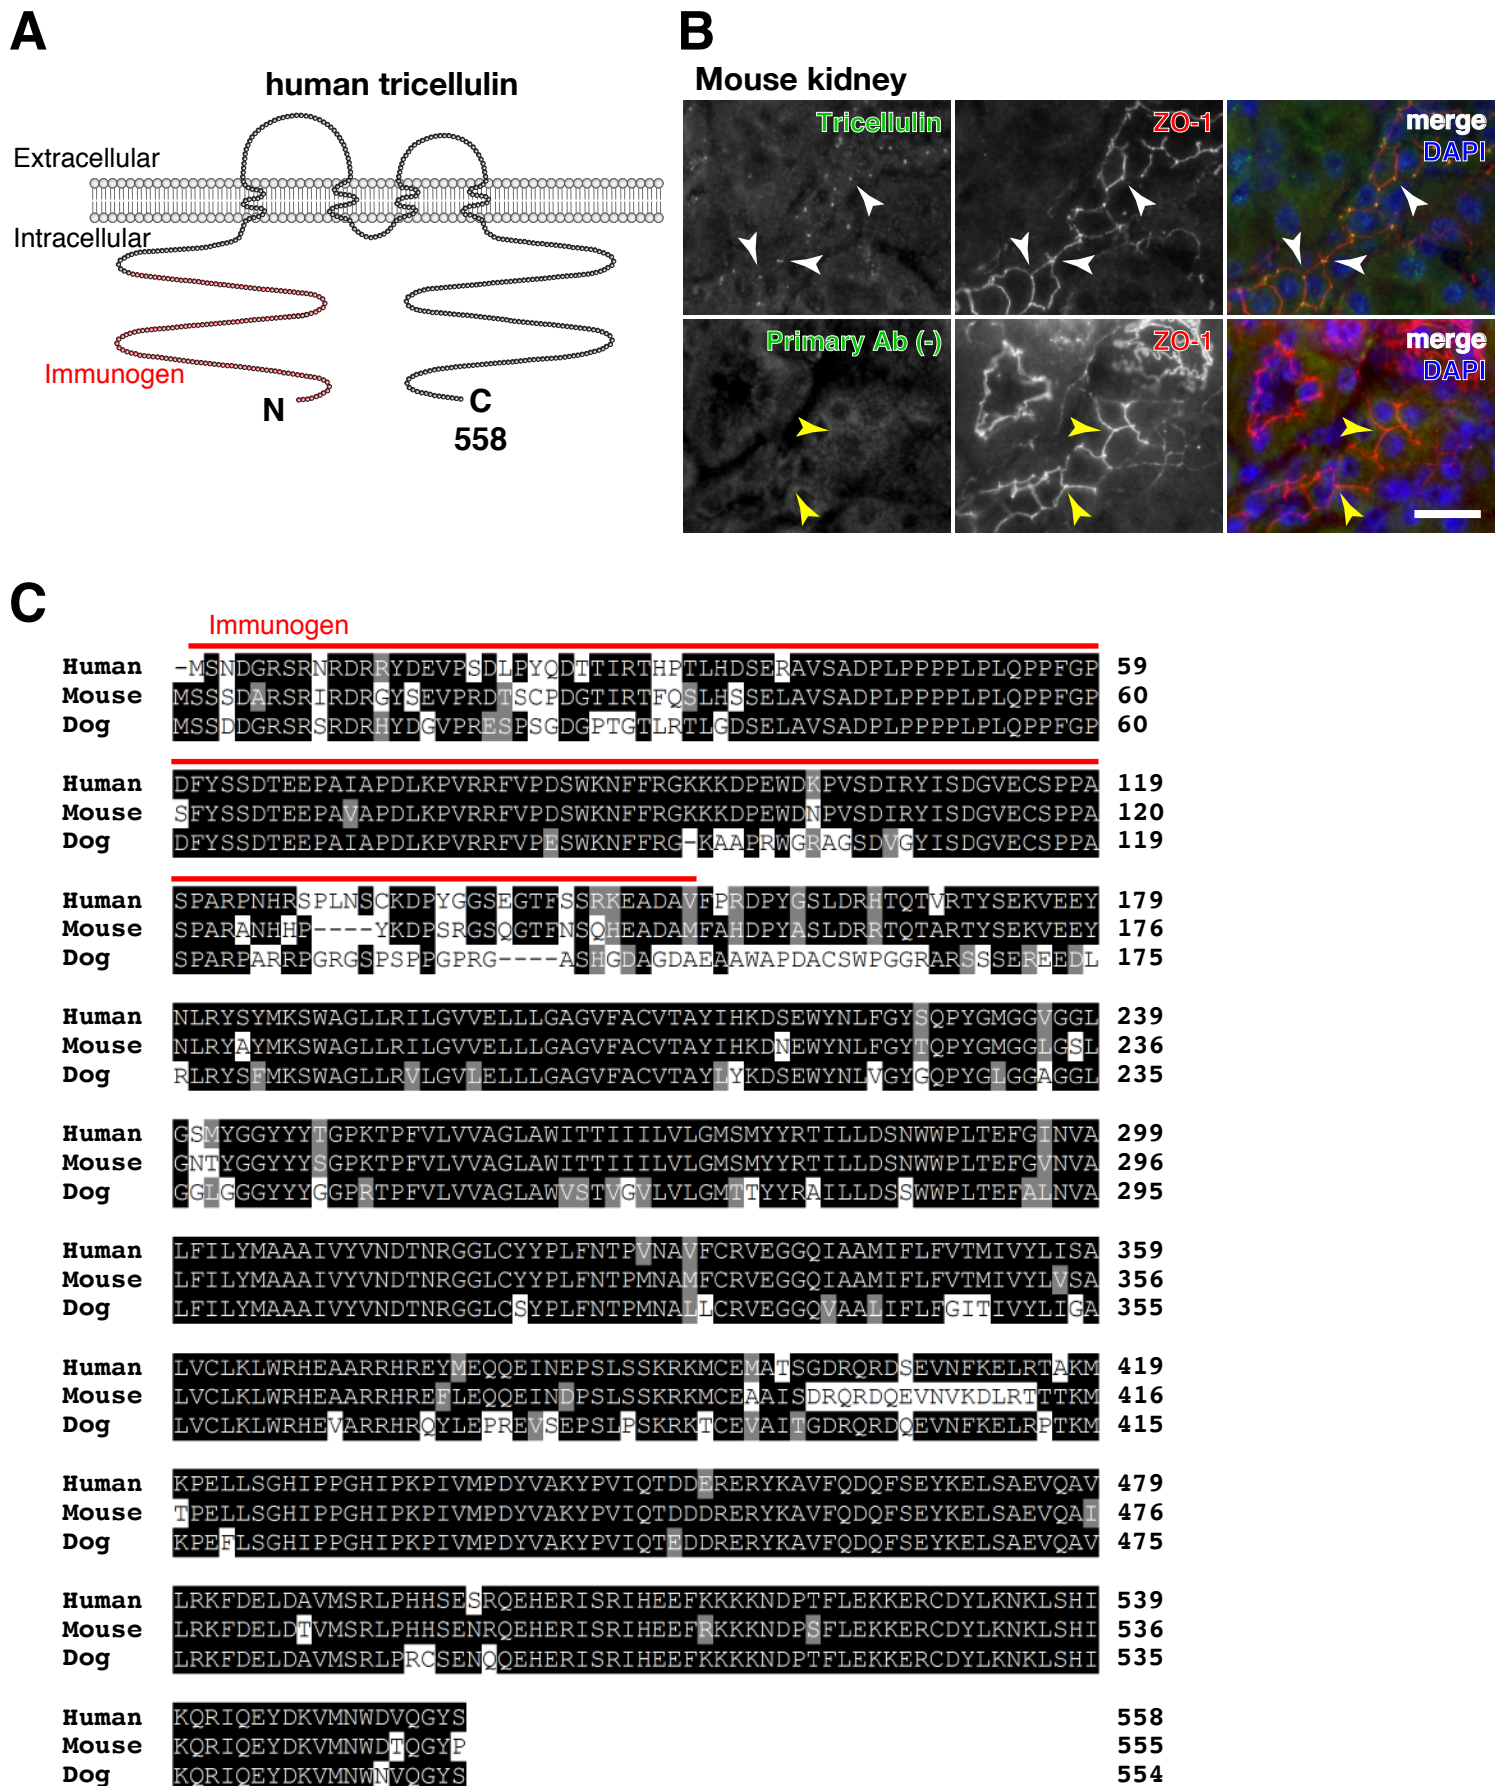 A
human tricellulin
Extracellular
Intracellular
Immunogen
N
C
558
B
Mouse kidney
Tricellulin
ZO-1
merge
DAPI
Primary Ab (-)
ZO-1
merge
DAPI
C
Immunogen
Human -MSNDGRSRNRDRRYDEVPSDLPYQDTTIRTHPTLHDSERAVSADPLPPPPLPLQPPFGP 59
Mouse MSSSDARSRIRDRGYSEVPRDTSCPDGTIRTFQSLHSSELAVSADPLPPPPLPLQPPFGP 60
Dog MSSDDGRSRSRDRHYDGVPRESPSGDGPTGTLRTLGDSELAVSADPLPPPPLPLQPPFGP 60
Human DFYSSDTEEPAIAPDLKPVRRFVPDSWKNFFRGKKKDPEWDKPVSDIRYISDGVECSPPA 119
Mouse SFYSSDTEEPAVAPDLKPVRRFVPDSWKNFFRGKKKDPEWDNPVSDIRYISDGVECSPPA 120
Dog DFYSSDTEEPAIAPDLKPVRRFVPESWKNFFRG-KAAPRWGRAGSDVGYISDGVECSPPA 119
Human SPARPNHRSPLNSCKDPYGGSEGTFSSRKEADAVFPRDPYGSLDRHTQTVRTYSEKVEEY 179
Mouse SPARANHHP----YKDPSRGSQGTFNSQHEADAMFAHDPYASLDRRTQTARTYSEKVEEY 176
Dog SPARPARRPGRGSPSPPGPRG----ASHGDAGDAEAAWAPDACSWPGGRARSSSEREEDL 175
Human NLRYSYMKSWAGLLRILGVVELLLGAGVFACVTAYIHKDSEWYNLFGYSQPYGMGGVGGL 239
Mouse NLRYAYMKSWAGLLRILGVVELLLGAGVFACVTAYIHKDNEWYNLFGYTQPYGMGGLGSL 236
Dog RLRYSFMKSWAGLLRVLGVLELLLGAGVFACVTAYLYKDSEWYNLVGYGQPYGLGGAGGL 235
Human GSMYGGYYYTGPKTPFVLVVAGLAWITTIIILVLGMSMYYRTILLDSNWWPLTEFGINVA 299
Mouse GNTYGGYYYSGPKTPFVLVVAGLAWITTIIILVLGMSMYYRTILLDSNWWPLTEFGVNVA 296
Dog GGLGGGYYYGGPRTPFVLVVAGLAWVSTVGVLVLGMTTYYRAILLDSSWWPLTEFALNVA 295
Human LFILYMAAAIVYVNDTNRGGLCYYPLFNTPVNAVFCRVEGGQIAAMIFLFVTMIVYLISA 359
Mouse LFILYMAAAIVYVNDTNRGGLCYYPLFNTPMNAMFCRVEGGQIAAMIFLFVTMIVYLVSA 356
Dog LFILYMAAAIVYVNDTNRGGLCSYPLFNTPMNALLCRVEGGQVAALIFLFGITIVYLIGA 355
Human LVCLKLWRHEAARRHREYMEQQEINEPSLSSKRKMCEMATSGDRQRDSEVNFKELRTAKM 419
Mouse LVCLKLWRHEAARRHREFLEQQEINDPSLSSKRKMCEAAISDRQRDQEVNVKDLRTTTKM 416
Dog LVCLKLWRHEVARRHRQYLEPREVSEPSLPSKRKTCEVAITGDRQRDQEVNFKELRPTKM 415
Human KPELLSGHIPPGHIPKPIVMPDYVAKYPVIQTDDERERYKAVFQDQFSEYKELSAEVQAV 479
Mouse TPELLSGHIPPGHIPKPIVMPDYVAKYPVIQTDDDRERYKAVFQDQFSEYKELSAEVQAI 476
Dog KPEFLSGHIPPGHIPKPIVMPDYVAKYPVIQTEDDRERYKAVFQDQFSEYKELSAEVQAV 475
Human LRKFDELDAVMSRLPHHSESRQEHERISRIHEEFKKKKNDPTFLEKKERCDYLKNKLSHI 539
Mouse LRKFDELDTVMSRLPHHSENRQEHERISRIHEEFRKKKNDPSFLEKKERCDYLKNKLSHI 536
Dog LRKFDELDAVMSRLPRCSENQQEHERISRIHEEFKKKKNDPTFLEKKERCDYLKNKLSHI 535
Human KQRIQEYDKVMNWDVQGYS 558
Mouse KQRIQEYDKVMNWDTQGYP 555
Dog KQRIQEYDKVMNWNVQGYS 554